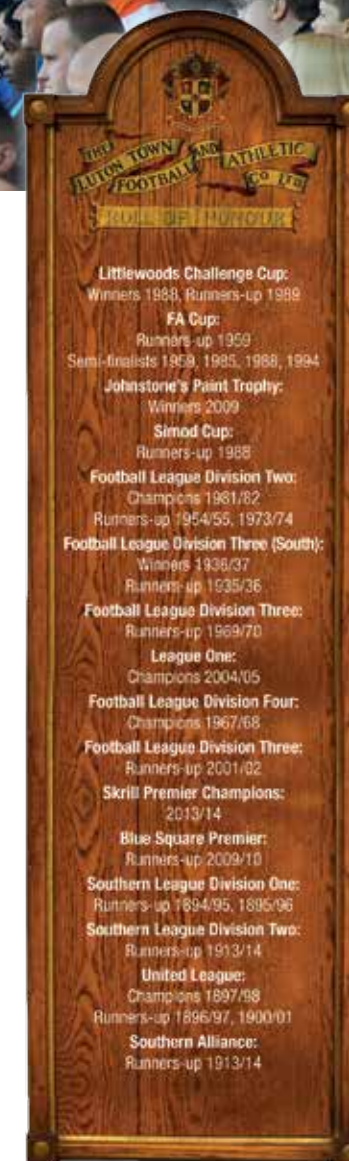 THE
LUTON TOWN AND ATHLETIC
FOOTBALL CO LTD
ROLL OF HONOUR
Littlewoods Challenge Cup:
Winners 1988, Runners-up 1989
FA Cup:
Runners-up 1959
Semi-finalists 1959, 1985, 1988, 1994
Johnstone's Paint Trophy:
Winners 2009
Simod Cup:
Runners-up 1988
Football League Division Two:
Champions 1981/82
Runners-up 1954/55, 1973/74
Football League Division Three (South):
Winners 1936/37
Runners-up 1935/36
Football League Division Three:
Runners-up 1969/70
League One:
Champions 2004/05
Football League Division Four:
Champions 1967/68
Football League Division Three:
Runners-up 2001/02
Skrill Premier Champions:
2013/14
Blue Square Premier:
Runners-up 2009/10
Southern League Division One:
Runners-up 1894/95, 1895/96
Southern League Division Two:
Runners-up 1913/14
United League:
Champions 1897/98
Runners-up 1896/97, 1900/01
Southern Alliance:
Runners-up 1913/14